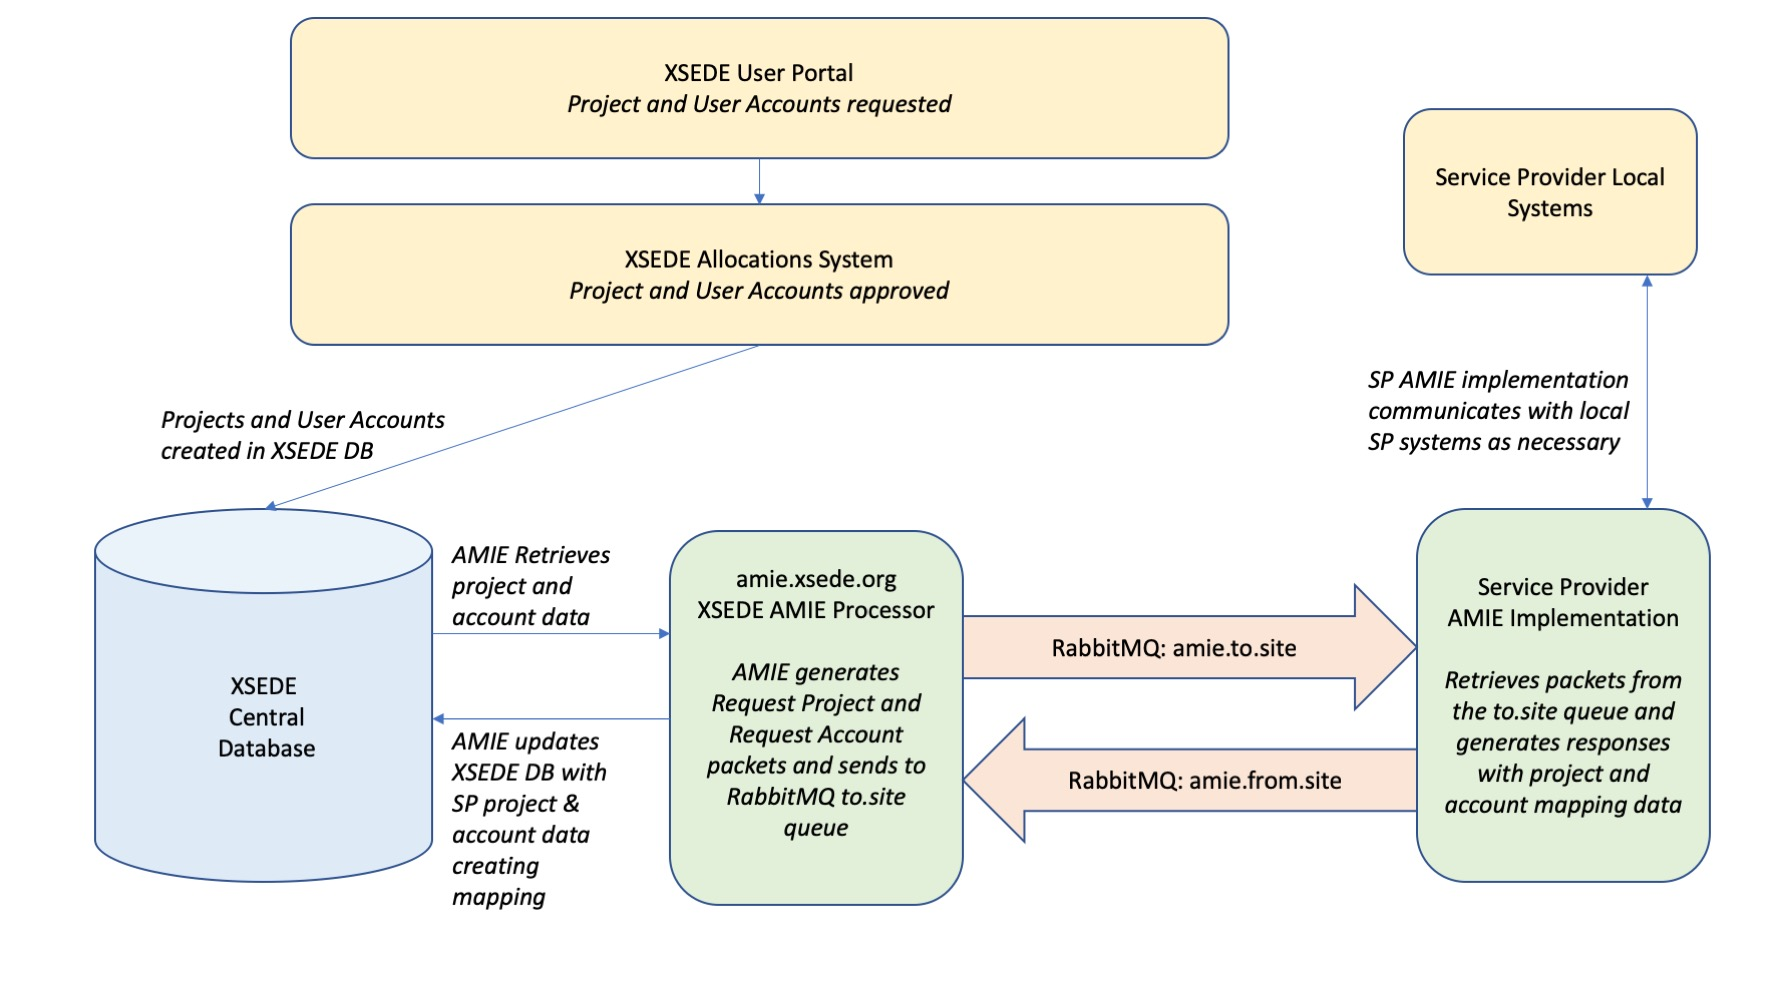 XSEDE User Portal
Project and User Accounts requested
XSEDE Allocations System
Project and User Accounts approved
Service Provider Local
Systems
Projects and User Accounts
created in XSEDE DB
SP AMIE implementation
communicates with local
SP systems as necessary
XSEDE
Central
Database
AMIE Retrieves
project and
account data
AMIE updates
XSEDE DB with
SP project &
account data
creating
mapping
amie.xsede.org
XSEDE AMIE Processor
AMIE generates
Request Project and
Request Account
packets and sends to
RabbitMQ to.site
queue
RabbitMQ: amie.to.site
RabbitMQ: amie.from.site
Service Provider
AMIE Implementation
Retrieves packets from
the to.site queue and
generates responses
with project and
account mapping data